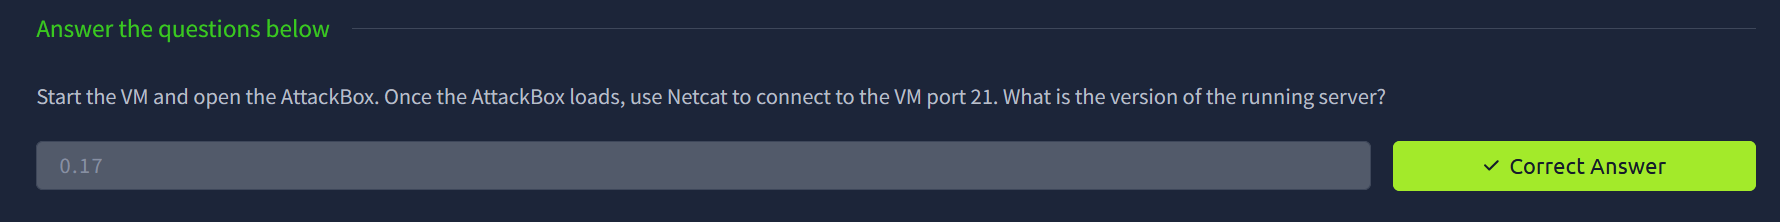 Answer the questions below
Start the VM and open the AttackBox. Once the AttackBox loads, use Netcat to connect to the VM port 21. What is the version of the running server?
0.17
✓ Correct Answer